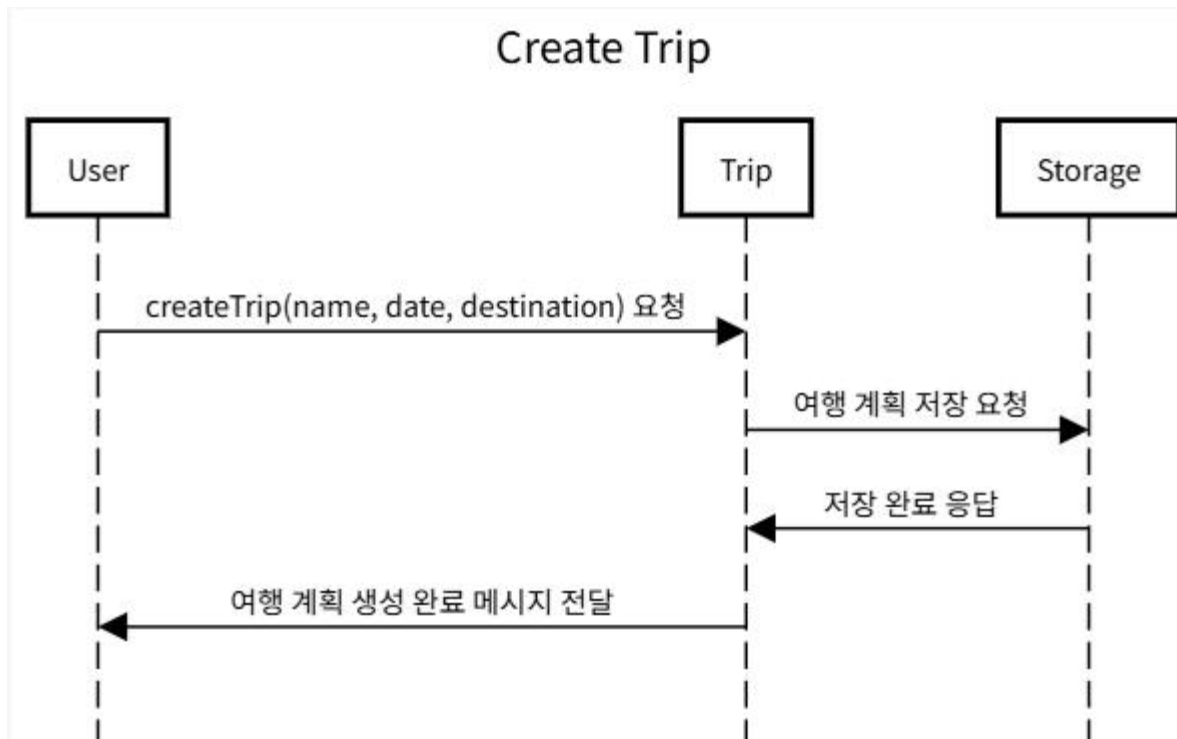 Create Trip
User
Trip
Storage
createTrip(name, date, destination) 요청
여행 계획 저장 요청
저장 완료 응답
여행 계획 생성 완료 메시지 전달